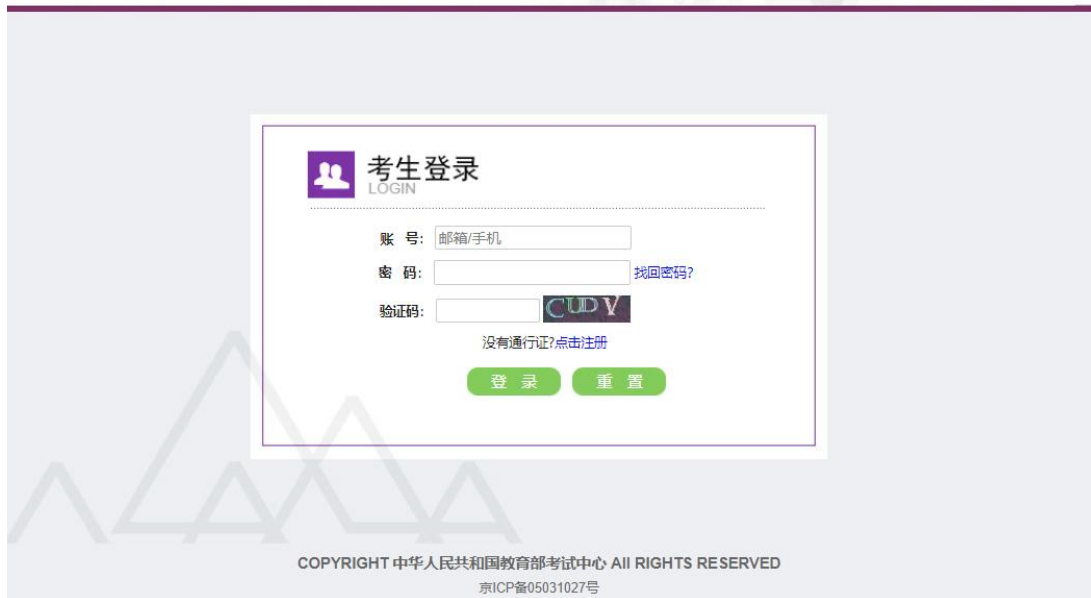 考生登录
LOGIN
账 号: 邮箱/手机
密 码: 找回密码?
验证码: CUDV
没有通行证?点击注册
登 录 重 置
COPYRIGHT 中华人民共和国教育部考试中心 All RIGHTS RESERVED
京ICP备05031027号